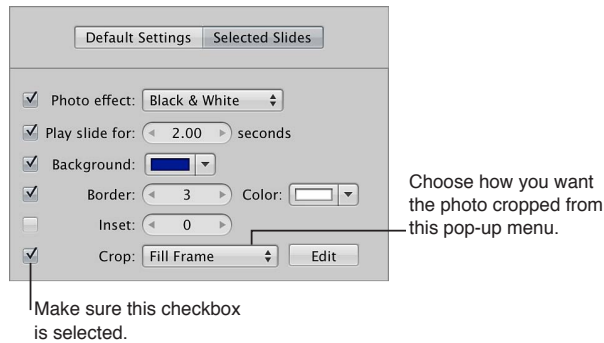 Default Settings Selected Slides
Photo effect: Black & White
Play slide for: 2.00 seconds
Background:
Border: 3 Color:
Inset: 0
Crop: Fill Frame Edit
Choose how you want
the photo cropped from
this pop-up menu.
Make sure this checkbox
is selected.